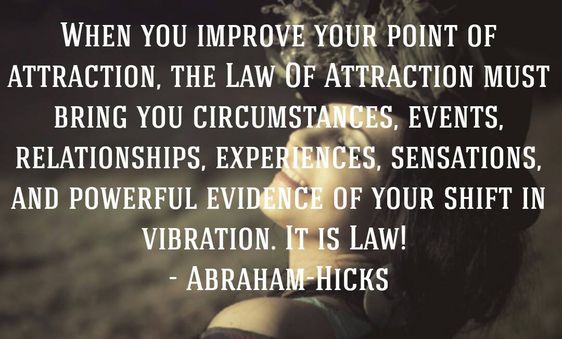 When you improve your point of
attraction, the Law Of Attraction must
bring you circumstances, events,
relationships, experiences, sensations,
and powerful evidence of your shift in
vibration. It is Law!
- Abraham-Hicks